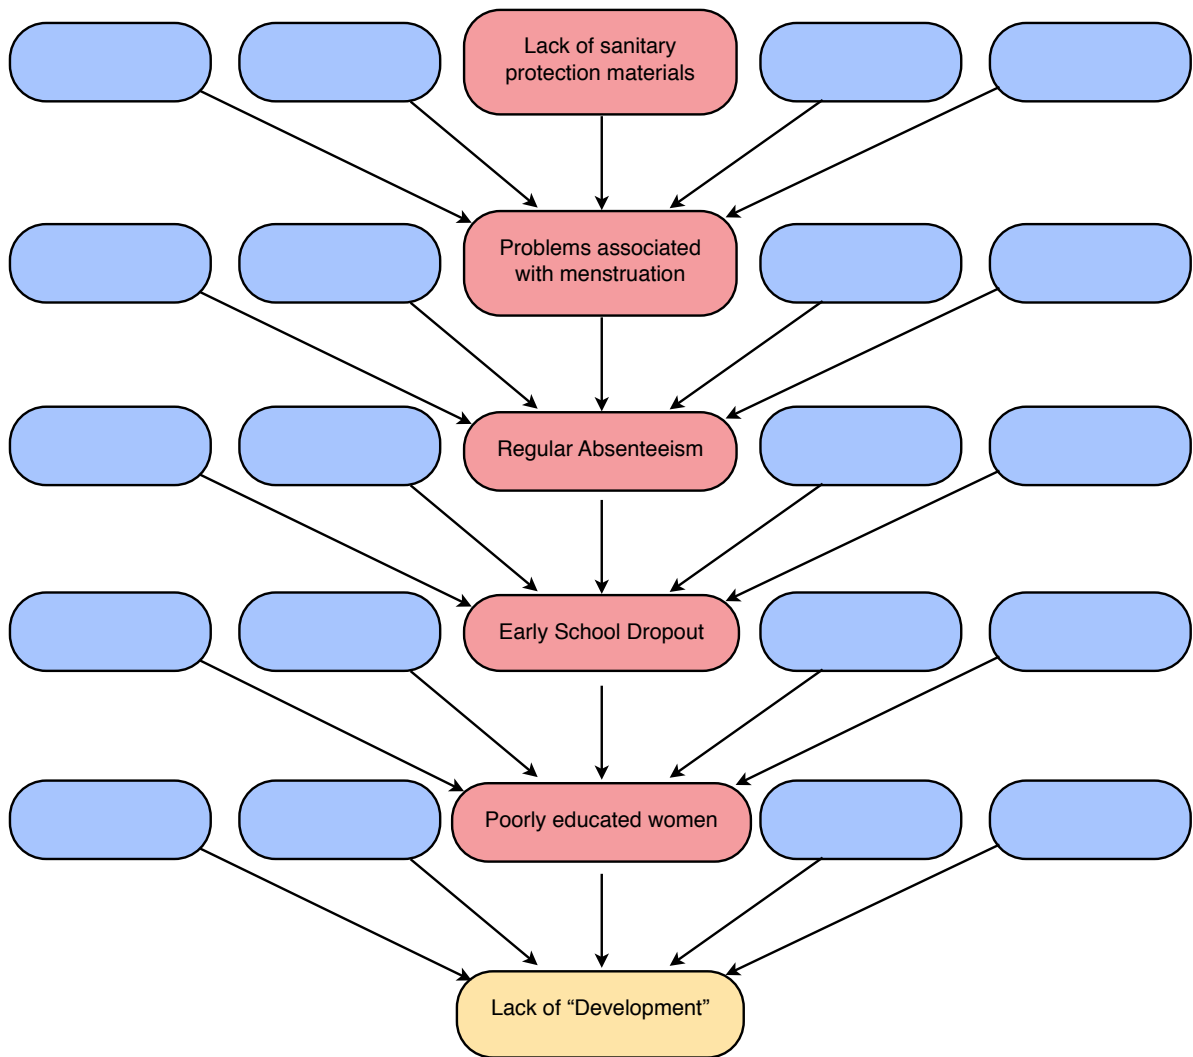 Lack of sanitary
protection materials
Problems associated
with menstruation
Regular Absenteeism
Early School Dropout
Poorly educated women
Lack of “Development”